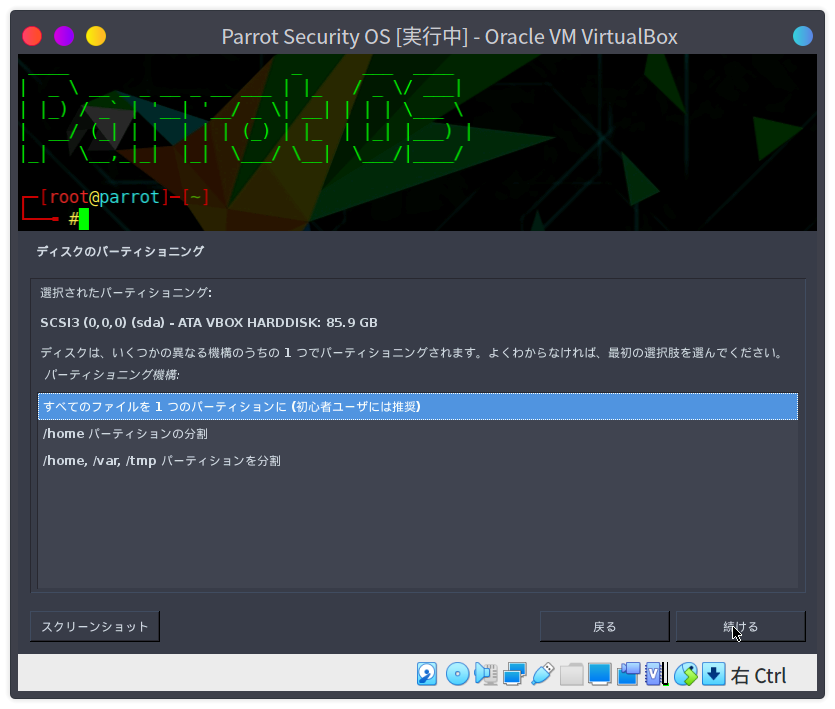 Parrot Security OS [実行中] - Oracle VM VirtualBox
Parrot OS
[root@parrot]─[~]
#
ディスクのパーティショニング
選択されたパーティショニング:
SCSI3 (0,0,0) (sda) - ATA VBOX HARDDISK: 85.9 GB
ディスクは、いくつかの異なる機構のうちの 1 つでパーティショニングされます。よくわからなければ、最初の選択肢を選んでください。
パーティショニング機構:
すべてのファイルを 1 つのパーティションに (初心者ユーザには推奨)
/home パーティションの分割
/home, /var, /tmp パーティションを分割
スクリーンショット
戻る
続ける
右 Ctrl